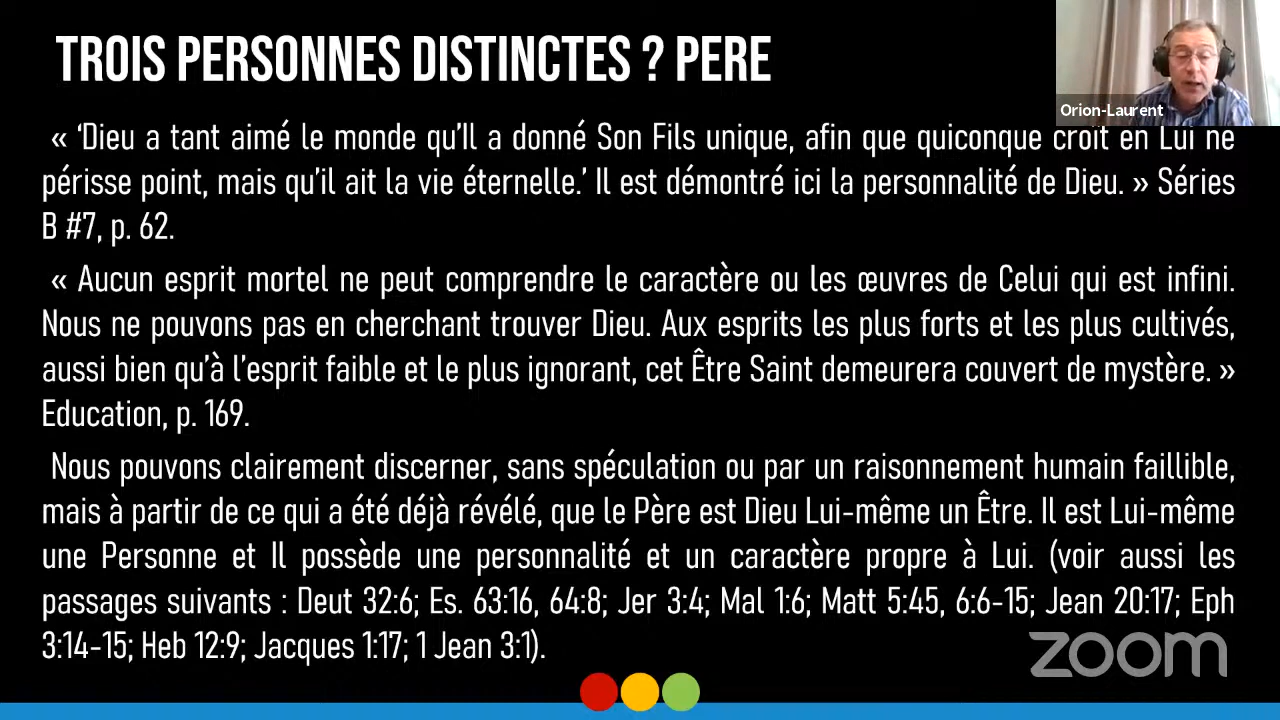 TROIS PERSONNES DISTINCTES ? PERE
Orion-Laurent
« ‘Dieu a tant aimé le monde qu’Il a donné Son Fils unique, afin que quiconque croit en Lui ne
périsse point, mais qu’il ait la vie éternelle.’ Il est démontré ici la personnalité de Dieu. » Séries
B #7, p. 62.
« Aucun esprit mortel ne peut comprendre le caractère ou les œuvres de Celui qui est infini.
Nous ne pouvons pas en cherchant trouver Dieu. Aux esprits les plus forts et les plus cultivés,
aussi bien qu’à l’esprit faible et le plus ignorant, cet Être Saint demeurera couvert de mystère. »
Education, p. 169.
Nous pouvons clairement discerner, sans spéculation ou par un raisonnement humain faillible,
mais à partir de ce qui a été déjà révélé, que le Père est Dieu Lui-même un Être. Il est Lui-même
une Personne et Il possède une personnalité et un caractère propre à Lui. (voir aussi les
passages suivants : Deut 32:6; Es. 63:16, 64:8; Jer 3:4; Mal 1:6; Matt 5:45, 6:6-15; Jean 20:17; Eph
3:14-15; Heb 12:9; Jacques 1:17; 1 Jean 3:1).
zoom